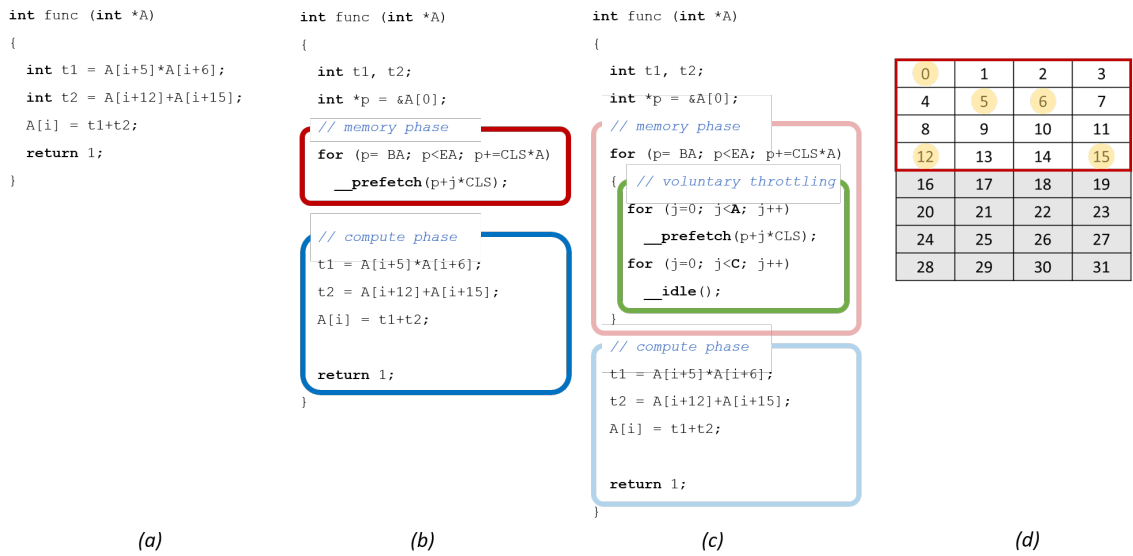 int func (int *A)
{
int t1 = A[i+5]*A[i+6];
int t2 = A[i+12]+A[i+15];
A[i] = t1+t2;
return 1;
}
(a)
int func (int *A)
{
int t1, t2;
int *p = &A[0];
// memory phase
for (p= BA; p<EA; p+=CLS*A)
__prefetch(p+j*CLS);
// compute phase
t1 = A[i+5]*A[i+6];
t2 = A[i+12]+A[i+15];
A[i] = t1+t2;
return 1;
}
(b)
int func (int *A)
{
int t1, t2;
int *p = &A[0];
// memory phase
for (p= BA; p<EA; p+=CLS*A)
{ // voluntary throttling
for (j=0; j<A; j++)
__prefetch(p+j*CLS);
for (j=0; j<C; j++)
__idle();
}
// compute phase
t1 = A[i+5]*A[i+6];
t2 = A[i+12]+A[i+15];
A[i] = t1+t2;
return 1;
}
(c)
0 1 2 3
4 5 6 7
8 9 10 11
12 13 14 15
16 17 18 19
20 21 22 23
24 25 26 27
28 29 30 31
(d)